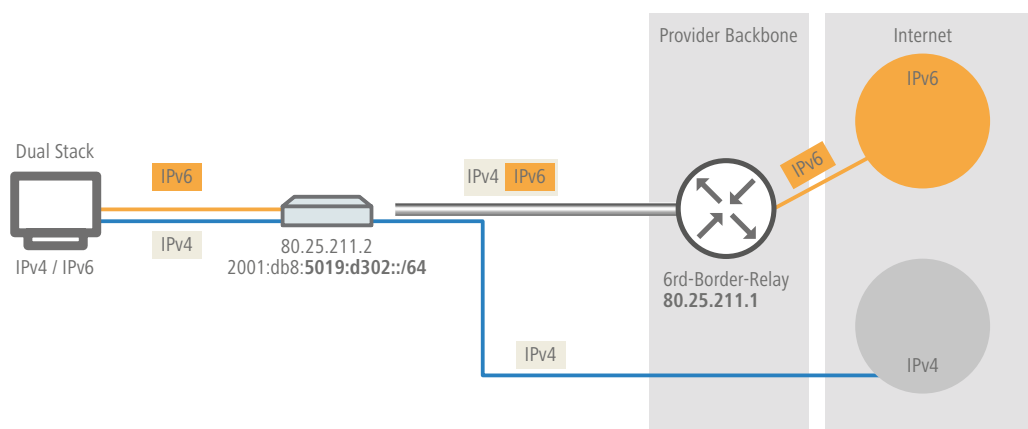 Provider Backbone
Internet
IPv6
Dual Stack
IPv6
IPv4 IPv6
IPv6
IPv4
IPv4 / IPv6
80.25.211.2
2001:db8:5019:d302::/64
6rd-Border-Relay
80.25.211.1
IPv4
IPv4